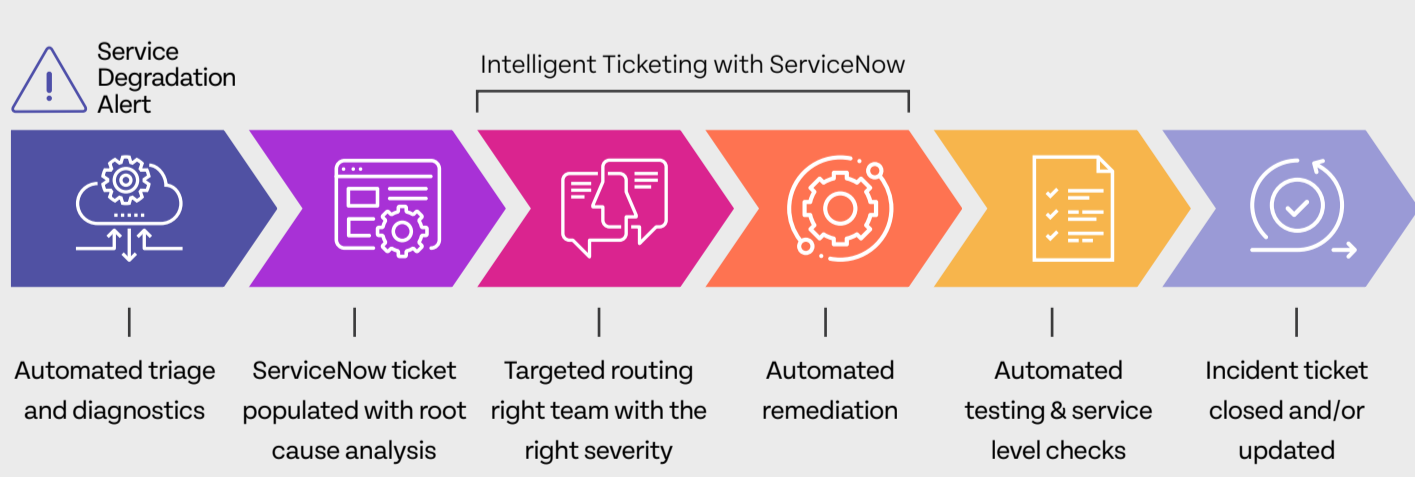 Service
Degradation
Alert
Intelligent Ticketing with ServiceNow
Automated triage
and diagnostics
ServiceNow ticket
populated with root
cause analysis
Targeted routing
right team with the
right severity
Automated
remediation
Automated
testing & service
level checks
Incident ticket
closed and/or
updated